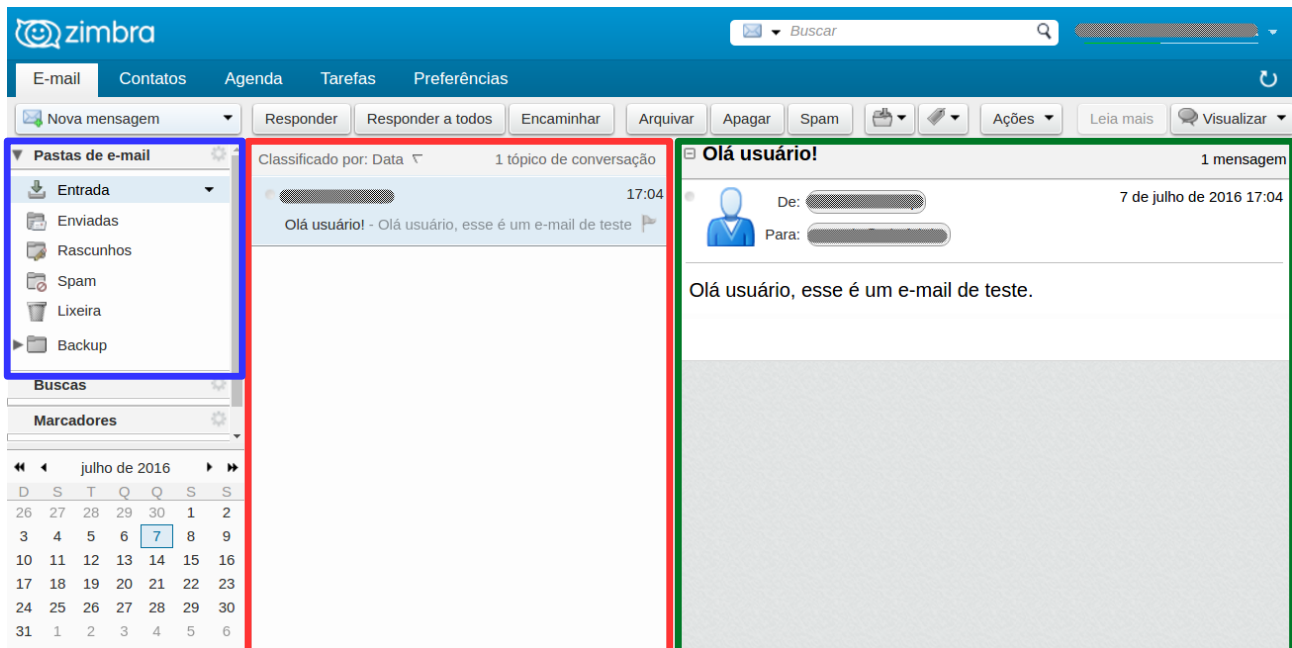 zimbra
Buscar
E-mail Contatos Agenda Tarefas Preferências
Nova mensagem Responder Responder a todos Encaminhar Arquivar Apagar Spam Ações Leia mais Visualizar
Pastas de e-mail
Entrada
Enviadas
Rascunhos
Spam
Lixeira
Backup
Buscas
Marcadores
julho de 2016
D S T Q Q S S
26 27 28 29 30 1 2
3 4 5 6 7 8 9
10 11 12 13 14 15 16
17 18 19 20 21 22 23
24 25 26 27 28 29 30
31 1 2 3 4 5 6
Classificado por: Data 1 tópico de conversação
17:04
Olá usuário! - Olá usuário, esse é um e-mail de teste
Olá usuário! 1 mensagem
De: 7 de julho de 2016 17:04
Para:
Olá usuário, esse é um e-mail de teste.